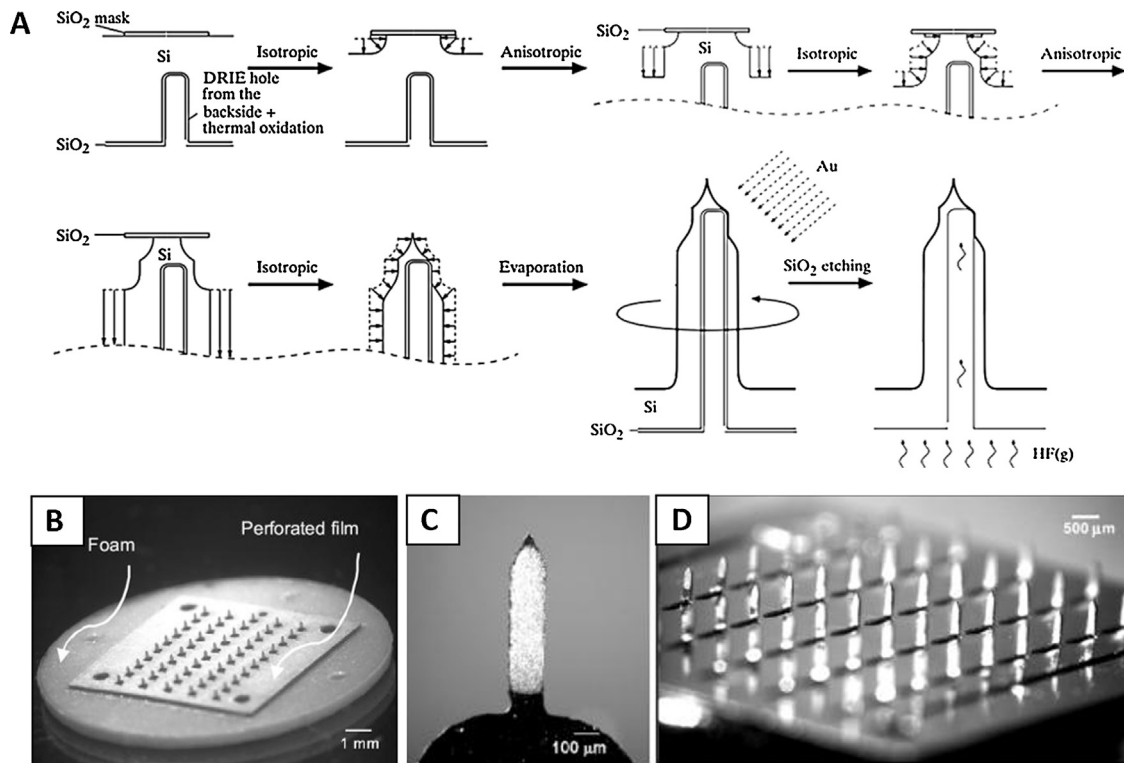 A
SiO2 mask
Si
Isotropic
DRIE hole
from the
backside +
thermal oxidation
SiO2
Anisotropic
SiO2
Si
Isotropic
Anisotropic
SiO2
Si
Isotropic
Evaporation
Au
SiO2 etching
Si
SiO2
HF(g)
B
Foam
Perforated film
1 mm
C
100 μm
D
500 μm